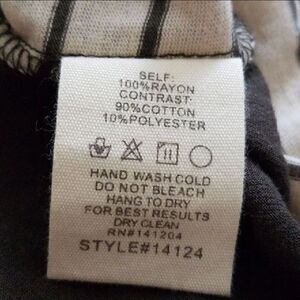 SELF:
100%RAYON
CONTRAST:
90%COTTON
10%POLYESTER
HAND WASH COLD
DO NOT BLEACH
HANG TO DRY
FOR BEST RESULTS
DRY CLEAN
RN#141204
STYLE#14124